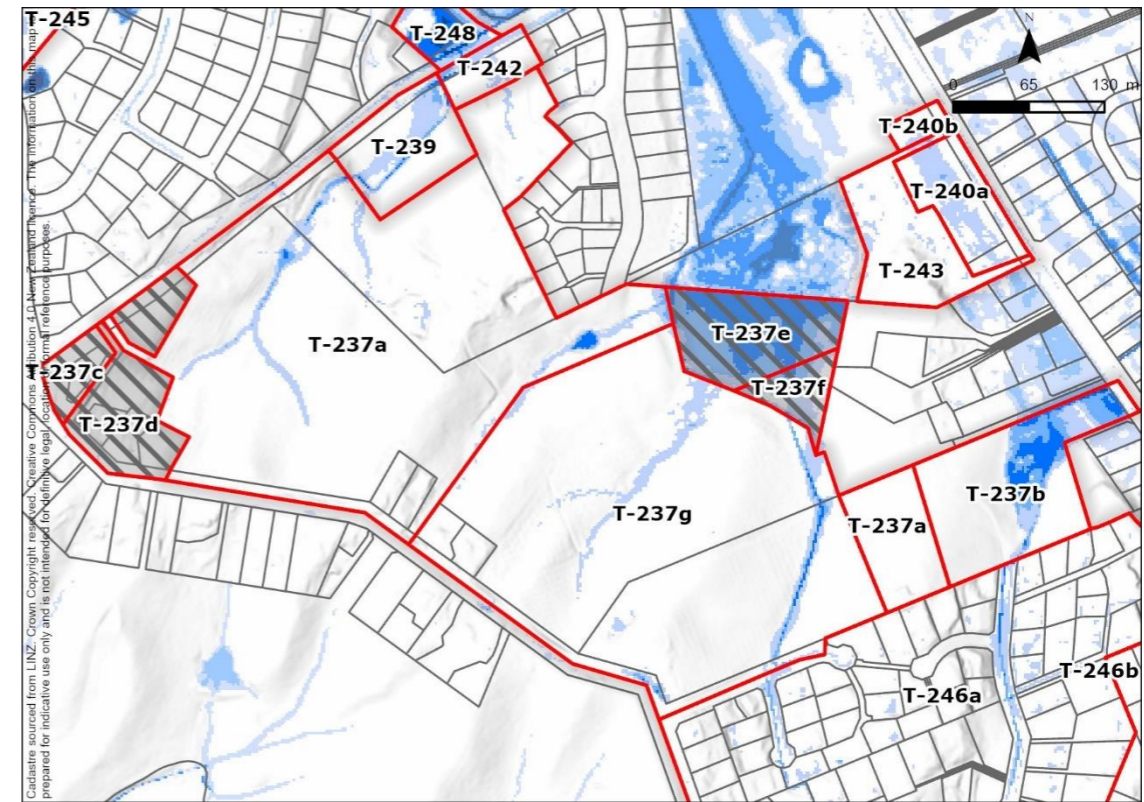 T-245
T-248
N
T-242
0 65 130 m
T-240b
T-239
T-240a
T-243
T-237e
T-237a
T-237c
T-237f
T-237d
T-237b
T-237g
T-237a
T-246b
T-246a
Cadastre sourced from LINZ. Crown Copyright reserved. Creative Commons Attribution 4.0 New Zealand licence. The information on this map
prepared for indicative use only and is not intended for definitive legal, location formal reference purposes.